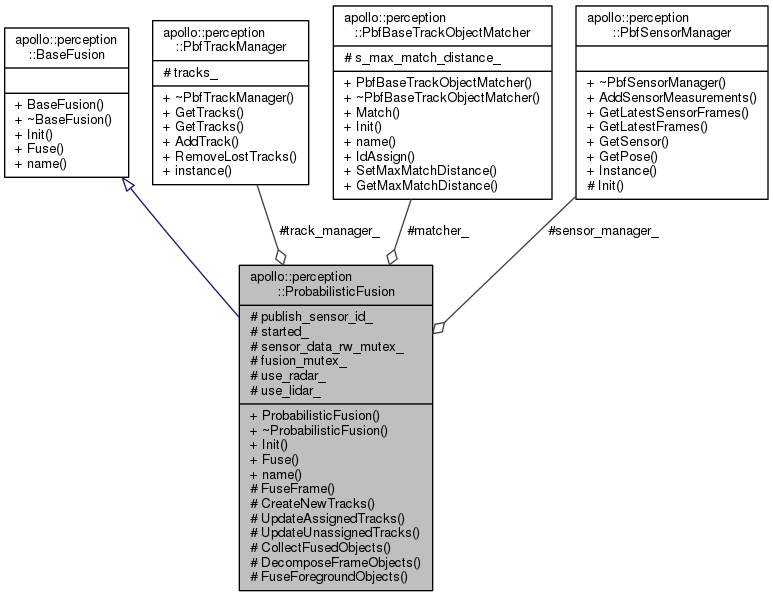 apollo::perception
::BaseFusion
+ BaseFusion()
+ ~BaseFusion()
+ Init()
+ Fuse()
+ name()
apollo::perception
::PbfTrackManager
# tracks_
+ ~PbfTrackManager()
+ GetTracks()
+ GetTracks()
+ AddTrack()
+ RemoveLostTracks()
+ instance()
apollo::perception
::PbfBaseTrackObjectMatcher
# s_max_match_distance_
+ PbfBaseTrackObjectMatcher()
+ ~PbfBaseTrackObjectMatcher()
+ Match()
+ Init()
+ name()
+ IdAssign()
+ SetMaxMatchDistance()
+ GetMaxMatchDistance()
apollo::perception
::PbfSensorManager
+ ~PbfSensorManager()
+ AddSensorMeasurements()
+ GetLatestSensorFrames()
+ GetLatestFrames()
+ GetSensor()
+ GetPose()
+ Instance()
# Init()
#track_manager_
#matcher_
#sensor_manager_
apollo::perception
::ProbabilisticFusion
# publish_sensor_id_
# started_
# sensor_data_rw_mutex_
# fusion_mutex_
# use_radar_
# use_lidar_
+ ProbabilisticFusion()
+ ~ProbabilisticFusion()
+ Init()
+ Fuse()
+ name()
# FuseFrame()
# CreateNewTracks()
# UpdateAssignedTracks()
# UpdateUnassignedTracks()
# CollectFusedObjects()
# DecomposeFrameObjects()
# FuseForegroundObjects()